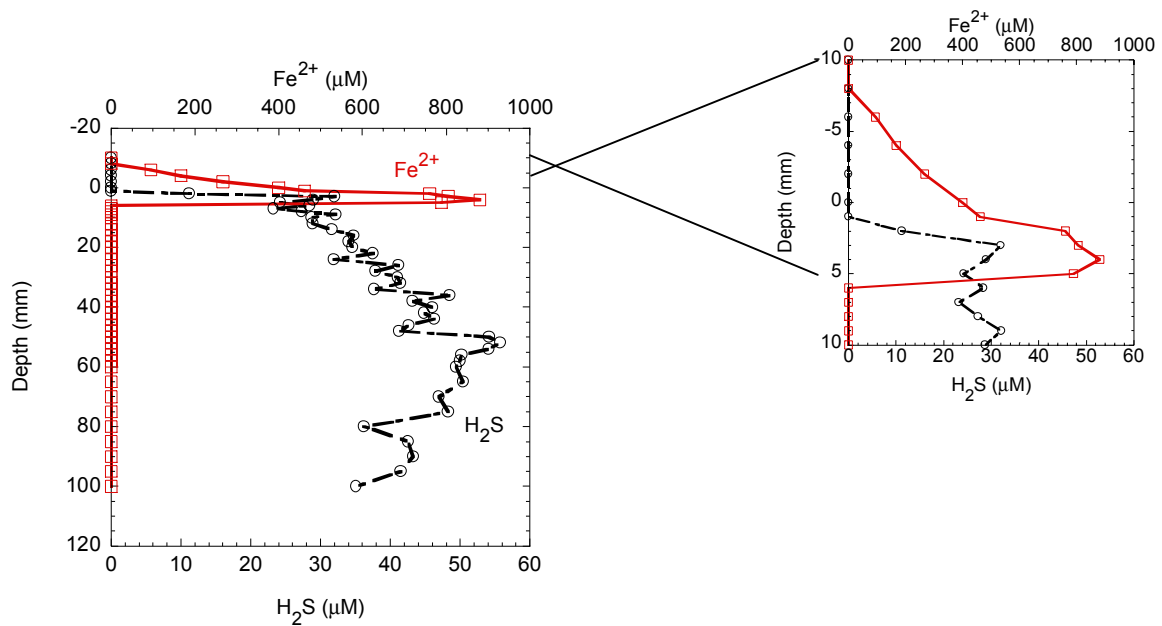 Fe2+ (μM)
0 200 400 600 800 1000
-20
0
20
40
60
80
100
120
Depth (mm)
Fe2+
H2S
0 10 20 30 40 50 60
H2S (μM)
Fe2+ (μM)
0 200 400 600 800 1000
-10
-5
0
5
10
Depth (mm)
0 10 20 30 40 50 60
H2S (μM)